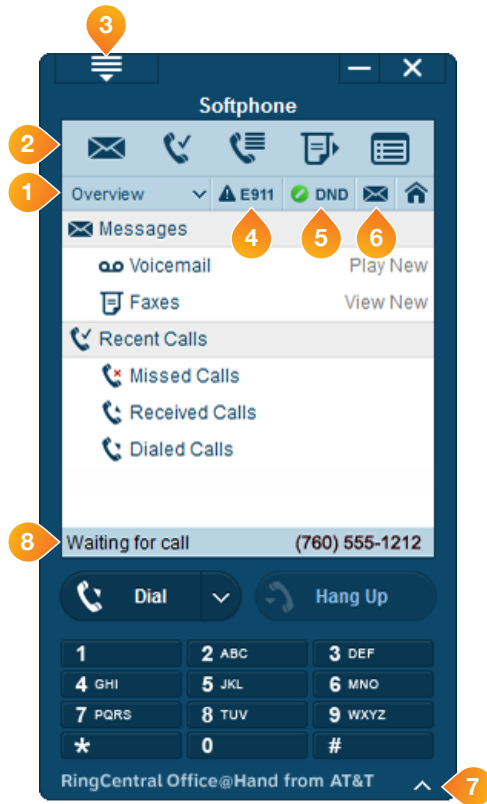 3
Softphone
2
1 Overview E911 DND
4 5 6
Messages
Voicemail Play New
Faxes View New
Recent Calls
Missed Calls
Received Calls
Dialed Calls
8 Waiting for call (760) 555-1212
Dial Hang Up
1 2 ABC 3 DEF
4 GHI 5 JKL 6 MNO
7 PQRS 8 TUV 9 WXYZ
* 0 #
RingCentral Office@Hand from AT&T 7